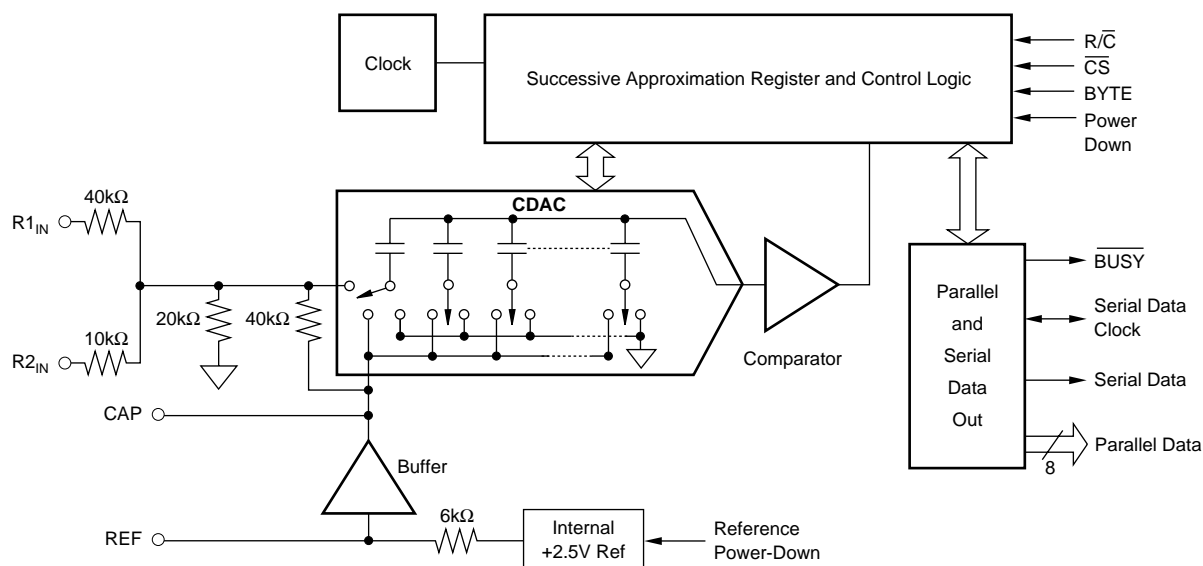 Clock
Successive Approximation Register and Control Logic
R/C̅
C̅S̅
BYTE
Power
Down
40kΩ
R1IN
CDAC
20kΩ
40kΩ
10kΩ
R2IN
Comparator
CAP
Buffer
REF
6kΩ
Internal
+2.5V Ref
Reference
Power-Down
Parallel
and
Serial
Data
Out
B̅U̅S̅Y̅
Serial Data
Clock
Serial Data
Parallel Data
8